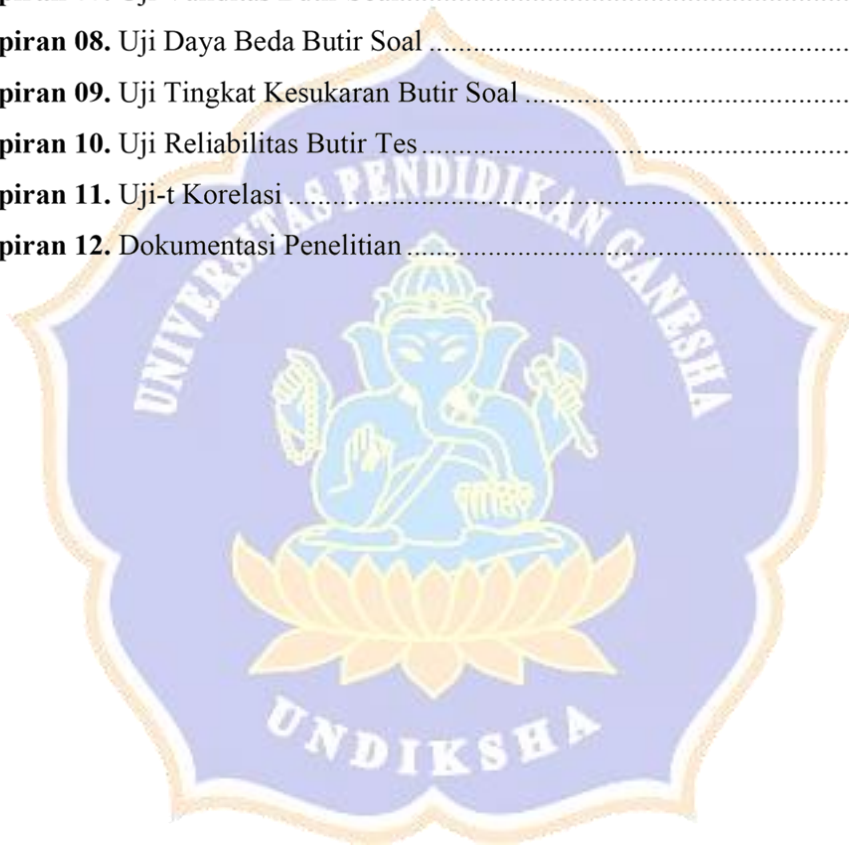 piran 08. Uji Daya Beda Butir Soal ........................................................
piran 09. Uji Tingkat Kesukaran Butir Soal ...........................................
piran 10. Uji Reliabilitas Butir Tes .........................................................
piran 11. Uji-t Korelasi ...........................................................................
piran 12. Dokumentasi Penelitian ...........................................................
UNIVERSITAS PENDIDIKAN GANESHA
UNDIKSHA